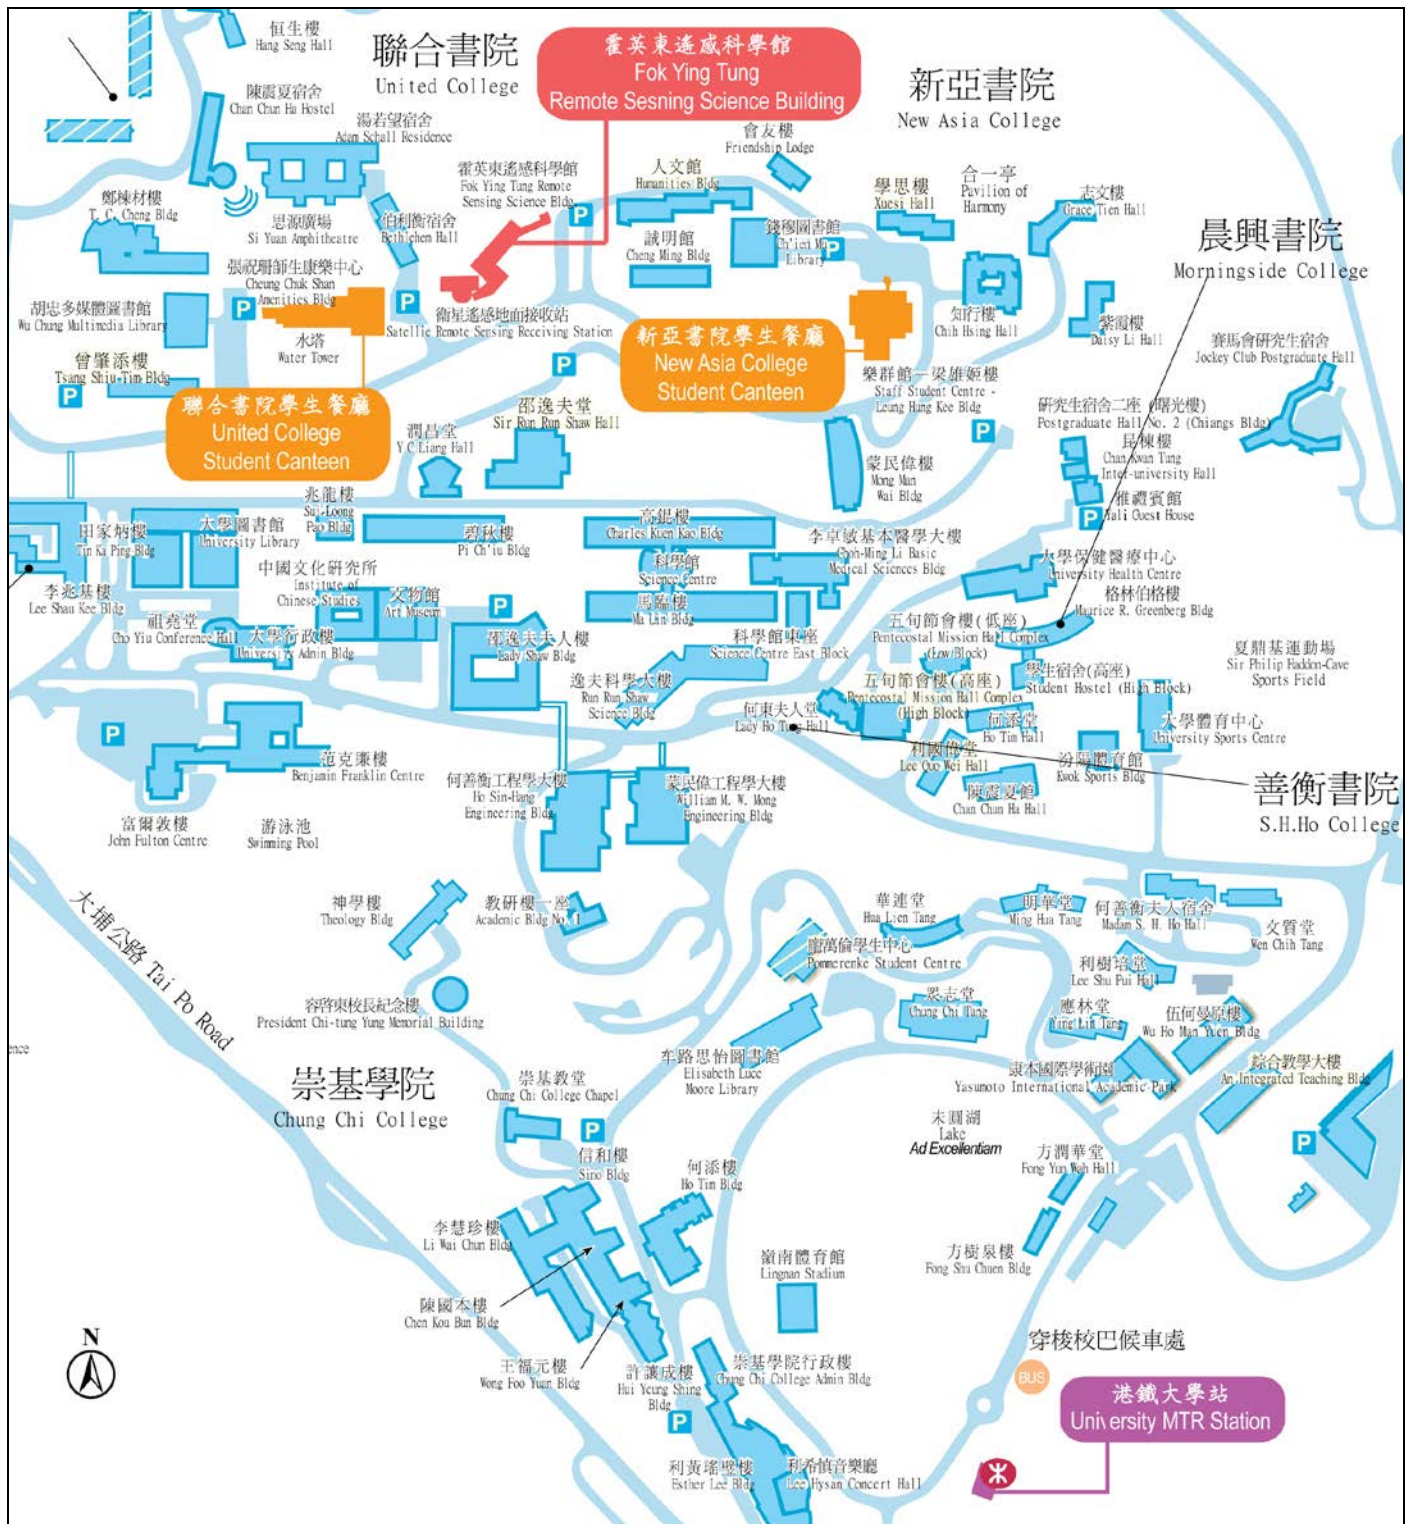 恒生樓
Hang Seng Hall
聯合書院
United College
霍英東遙感科學館
Fok Ying Tung
Remote Sesning Science Building
新亞書院
New Asia College
陳震夏宿舍
Chan Chun Ha Hostel
湯若望宿舍
Adam Schall Residence
會友樓
Friendship Lodge
霍英東遙感科學館
Fok Ying Tung Remote
Sensing Science Bldg
P
人文館
Humanities Bldg
學思樓
Xuesi Hall
合一亭
Pavilion of
Harmony
志文樓
Grace Tien Hall
鄭棟材樓
T. C. Cheng Bldg
思源廣場
Si Yuan Amphitheatre
伯利衡宿舍
Bethlehem Hall
誠明館
Cheng Ming Bldg
錢穆圖書館
Ch'ien Mu
Library
P
晨興書院
Morningside College
張祝珊師生康樂中心
Cheung Chuk Shan
Amenities Bldg
胡忠多媒體圖書館
Wu Chung Multimedia Library
P
P
水塔
Water Tower
衛星遙感地面接收站
Satellie Remote Sensing Receiving Station
新亞書院學生餐廳
New Asia College
Student Canteen
知行樓
Chih Hsing Hall
紫霞樓
Daisy Li Hall
賽馬會研究生宿舍
Jockey Club Postgraduate Hall
曾肇添樓
Tsang Shiu-Tim Bldg
P
P
聯合書院學生餐廳
United College
Student Canteen
樂群館－梁雄姬樓
Staff Student Centre -
Leung Hung Kee Bldg
P
邵逸夫堂
Sir Run Run Shaw Hall
潤昌堂
Y C Liang Hall
研究生宿舍二座 (曙光樓)
Postgraduate Hall No. 2 (Chiangs Bldg)
昆棟樓
Chan Kwan Tung
Inter-university Hall
蒙民偉樓
Mong Man
Wai Bldg
雅禮賓館
Yali Guest House
P
兆龍樓
Sui-Loong
Pao Bldg
田家炳樓
Tin Ka Ping Bldg
大學圖書館
University Library
碧秋樓
Pi Ch'iu Bldg
高錕樓
Charles Kuen Kao Bldg
李卓敏基本醫學大樓
Choh-Ming Li Basic
Medical Sciences Bldg
科學館
Science Centre
大學保健醫療中心
University Health Centre
李兆基樓
Lee Shau Kee Bldg
中國文化研究所
Institute of
Chinese Studies
文物館
Art Museum
P
馬臨樓
Ma Lin Bldg
格林伯格樓
Maurice R. Greenberg Bldg
祖堯堂
Cho Yiu Conference Hall
大學行政樓
University Admin Bldg
邵逸夫夫人樓
Lady Shaw Bldg
科學館東座
Science Centre East Block
五旬節會樓(低座)
Pentecostal Mission Hall Complex
(Low Block)
夏鼎基運動場
Sir Philip Haddon-Cave
Sports Field
逸夫科學大樓
Run Run Shaw
Science Bldg
五旬節會樓(高座)
Pentecostal Mission Hall Complex
(High Block)
學生宿舍(高座)
Student Hostel (High Block)
何東夫人堂
Lady Ho Tung Hall
何添堂
Ho Tim Hall
大學體育中心
University Sports Centre
P
范克廉樓
Benjamin Franklin Centre
利國偉堂
Lee Quo Wei Hall
汾陽體育館
Kwok Sports Bldg
何善衡工程學大樓
Ho Sin-Hang
Engineering Bldg
蒙民偉工程學大樓
William M. W. Mong
Engineering Bldg
陳震夏館
Chan Chun Ha Hall
善衡書院
S.H.Ho College
富爾敦樓
John Fulton Centre
游泳池
Swimming Pool
大埔公路 Tai Po Road
神學樓
Theology Bldg
教研樓一座
Academic Bldg No. 1
華連堂
Hua Lien Tang
明華堂
Ming Hua Tang
何善衡夫人宿舍
Madam S. H. Ho Hall
文質堂
Wen Chih Tang
龐萬倫學生中心
Pommerenke Student Centre
利樹培堂
Lee Shu Pui Hall
容啓東校長紀念樓
President Chi-tung Yung Memorial Building
眾志堂
Chung Chi Tang
應林堂
Ying Lin Tang
伍何曼原樓
Wu Ho Man Yuen Bldg
ence
牟路思怡圖書館
Elisabeth Luce
Moore Library
康本國際學術園
Yasumoto International Academic Park
綜合教學大樓
An Integrated Teaching Bldg
崇基學院
Chung Chi College
崇基教堂
Chung Chi College Chapel
P
未圓湖
Lake
Ad Excellentiam
P
信和樓
Sino Bldg
何添樓
Ho Tim Bldg
方潤華堂
Fong Yun Wah Hall
李慧珍樓
Li Wai Chun Bldg
嶺南體育館
Lingnan Stadium
方樹泉樓
Fong Shu Chuen Bldg
陳國本樓
Chen Kou Bun Bldg
N
王福元樓
Wong Foo Yuan Bldg
許讓成樓
Hui Yeung Shing
Bldg
崇基學院行政樓
Chung Chi College Admin Bldg
穿梭校巴候車處
BUS
P
港鐵大學站
University MTR Station
利黃瑤璧樓
Esther Lee Bldg
利希慎音樂廳
Lee Hysan Concert Hall